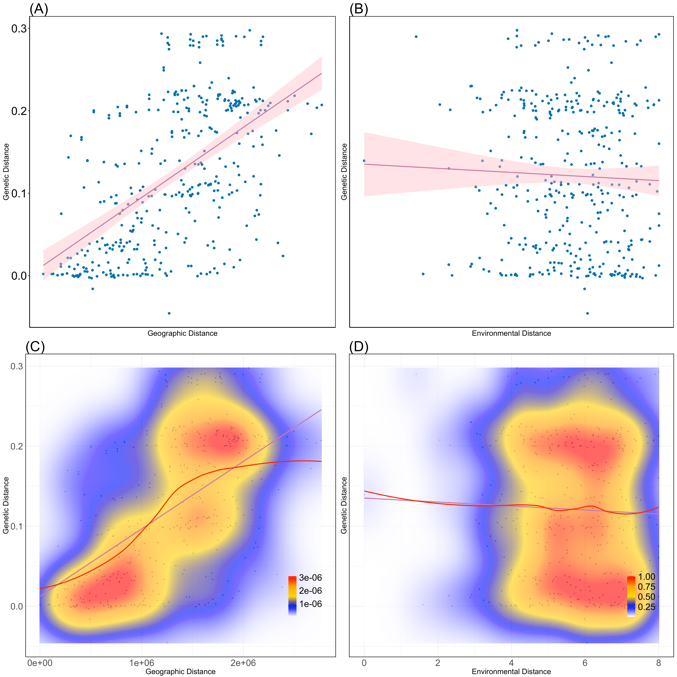 (A)
(B)
0.3
0.2
0.1
0.0
Genetic Distance
Genetic Distance
Geographic Distance
Environmental Distance
(C)
(D)
0.3
0.2
0.1
0.0
Genetic Distance
Genetic Distance
3e-06
2e-06
1e-06
1.00
0.75
0.50
0.25
0e+00 1e+06 2e+06
0 2 4 6 8
Geographic Distance
Environmental Distance